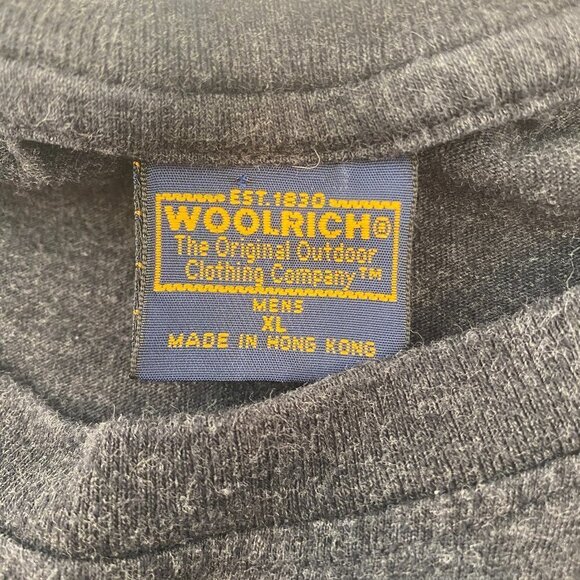 EST. 1830
WOOLRICH®
The Original Outdoor
Clothing Company™
MENS
XL
MADE IN HONG KONG